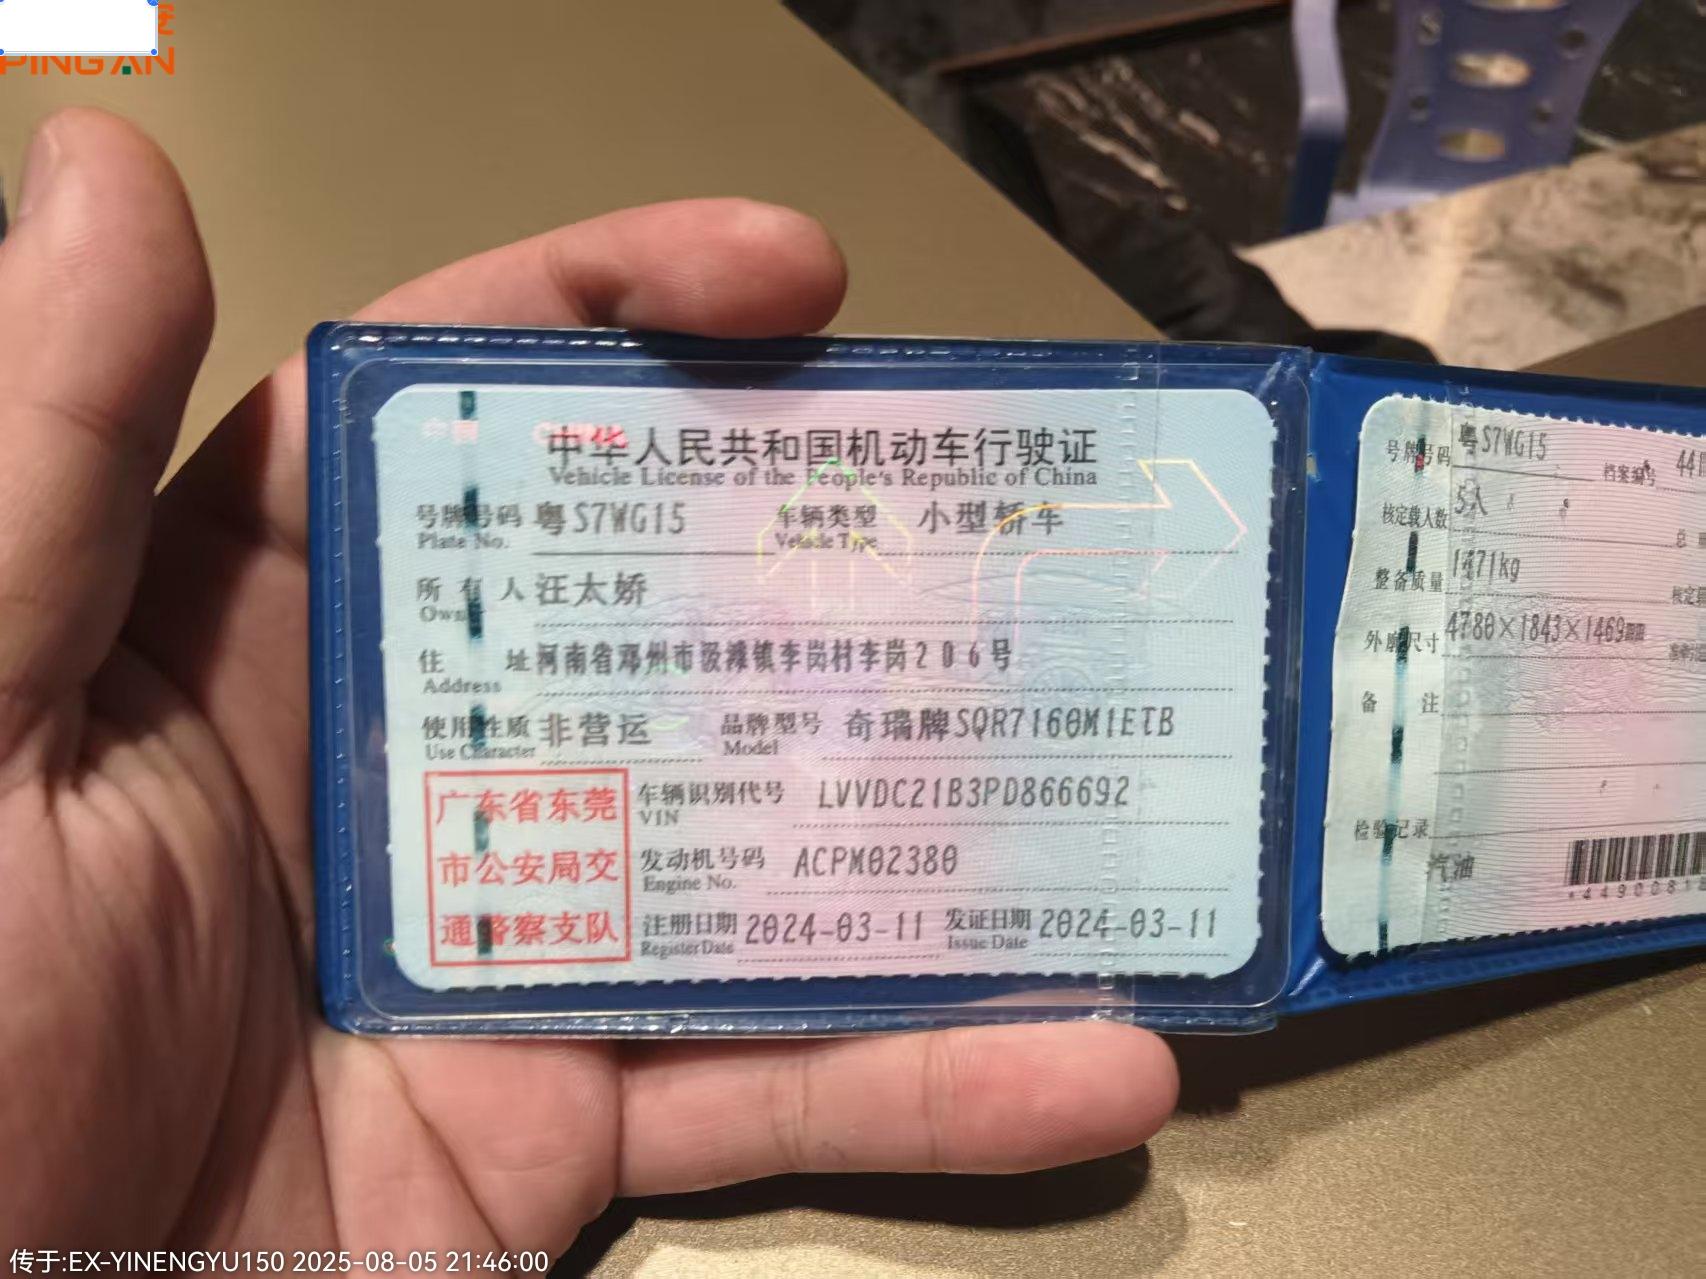 安
PING AN
中国 CHINA
中华人民共和国机动车行驶证
Vehicle License of the People's Republic of China
号牌号码 粤S7WG15 车辆类型 小型轿车
Plate No. Vehicle Type
所有人 汪太娇
Owner
住址 河南省邓州市汲滩镇李岗村李岗206号
Address
使用性质 非营运 品牌型号 奇瑞牌SQR7160M1ETB
Use Character Model
广东省东莞
市公安局交
通警察支队
车辆识别代号 LVVDC21B3PD866692
VIN
发动机号码 ACPM02380
Engine No.
注册日期 2024-03-11 发证日期 2024-03-11
Register Date Issue Date
号牌号码 粤S7WG15 档案编号 44
核定载人数 5人 总
整备质量 1471kg 核定
外廓尺寸 4780×1843×1469mm
备注
检验记录
汽油
*4490081
传于:EX-YINENGYU150 2025-08-05 21:46:00